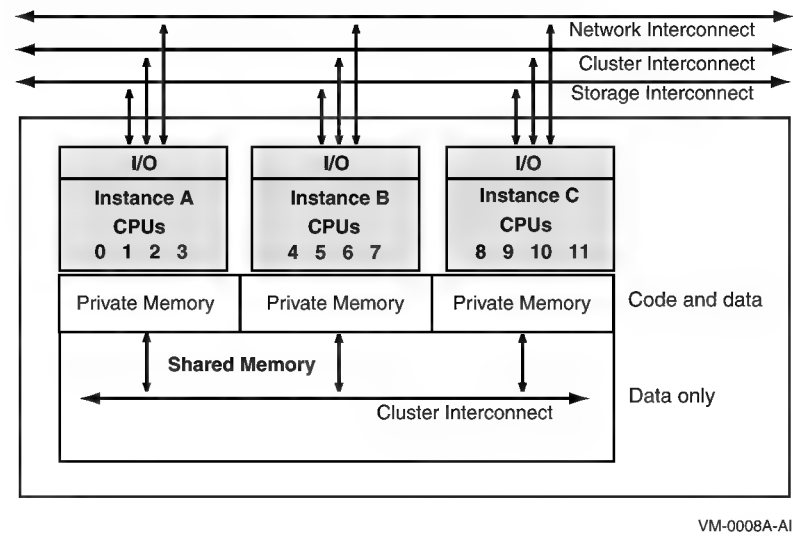 Network Interconnect
Cluster Interconnect
Storage Interconnect
I/O I/O I/O
Instance A Instance B Instance C
CPUs CPUs CPUs
0 1 2 3 4 5 6 7 8 9 10 11
Private Memory Private Memory Private Memory Code and data
Shared Memory
Data only
Cluster Interconnect
VM-0008A-AI